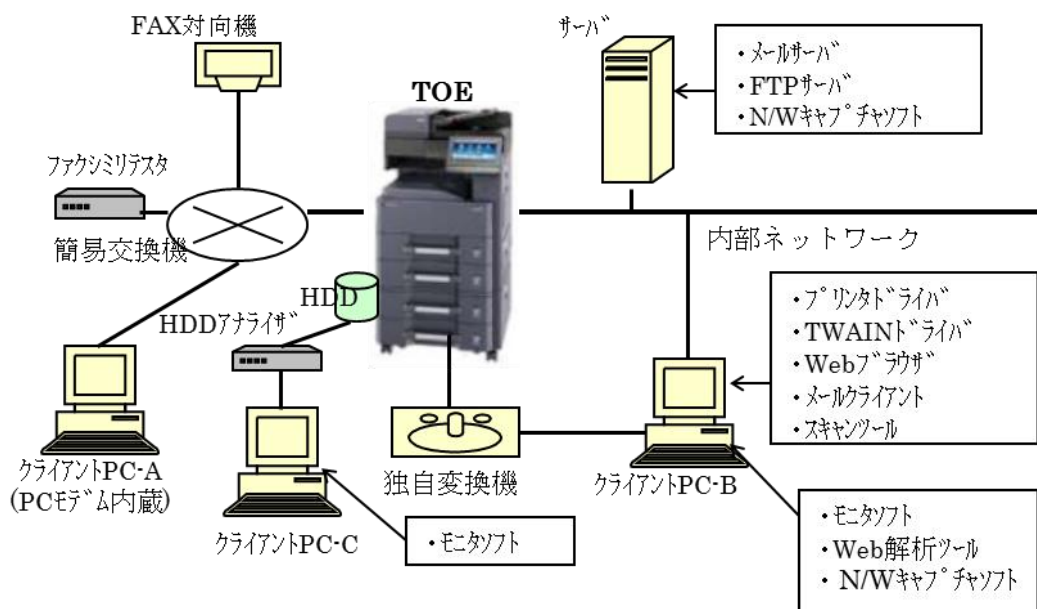 FAX対向機
サーバ
・メールサーバ
・FTPサーバ
・N/Wキャプチャソフト
TOE
ファクシミリテスタ
簡易交換機
内部ネットワーク
HDD
HDDアナライザ
・プリンタドライバ
・TWAINドライバ
・Webブラウザ
・メールクライアント
・スキャンツール
クライアントPC-A
(PCモデム内蔵)
クライアントPC-C
・モニタソフト
独自変換機
クライアントPC-B
・モニタソフト
・Web解析ツール
・N/Wキャプチャソフト